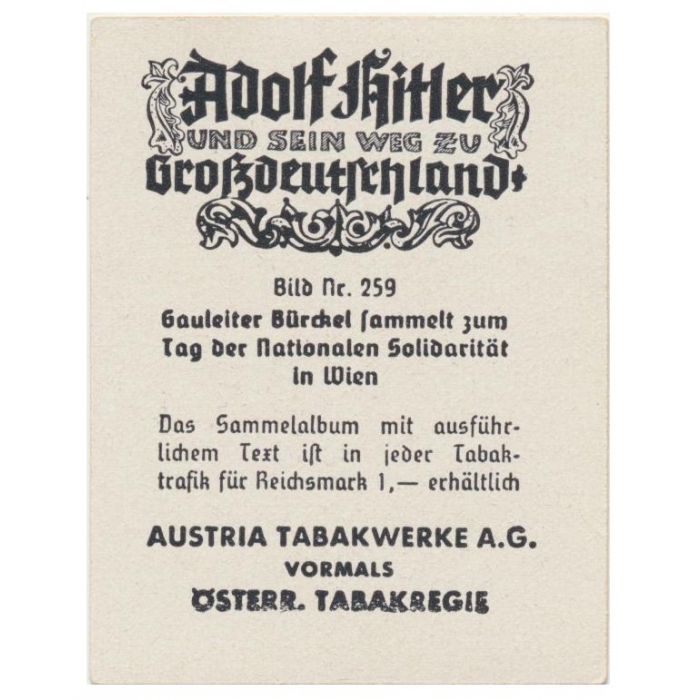 Adolf Hitler
UND SEIN WEG ZU
Großdeutschland
Bild Nr. 259
Gauleiter Bürckel sammelt zum
Tag der Nationalen Solidarität
in Wien
Das Sammelalbum mit ausführ-
lichem Text ist in jeder Tabak-
trafik für Reichsmark 1,— erhältlich
AUSTRIA TABAKWERKE A.G.
VORMALS
ÖSTERR. TABAKREGIE